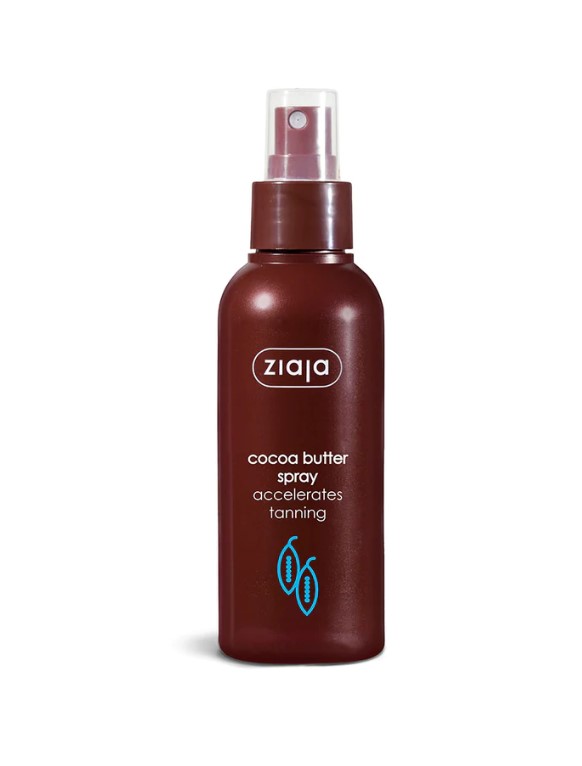 ziaja
cocoa butter
spray
accelerates
tanning